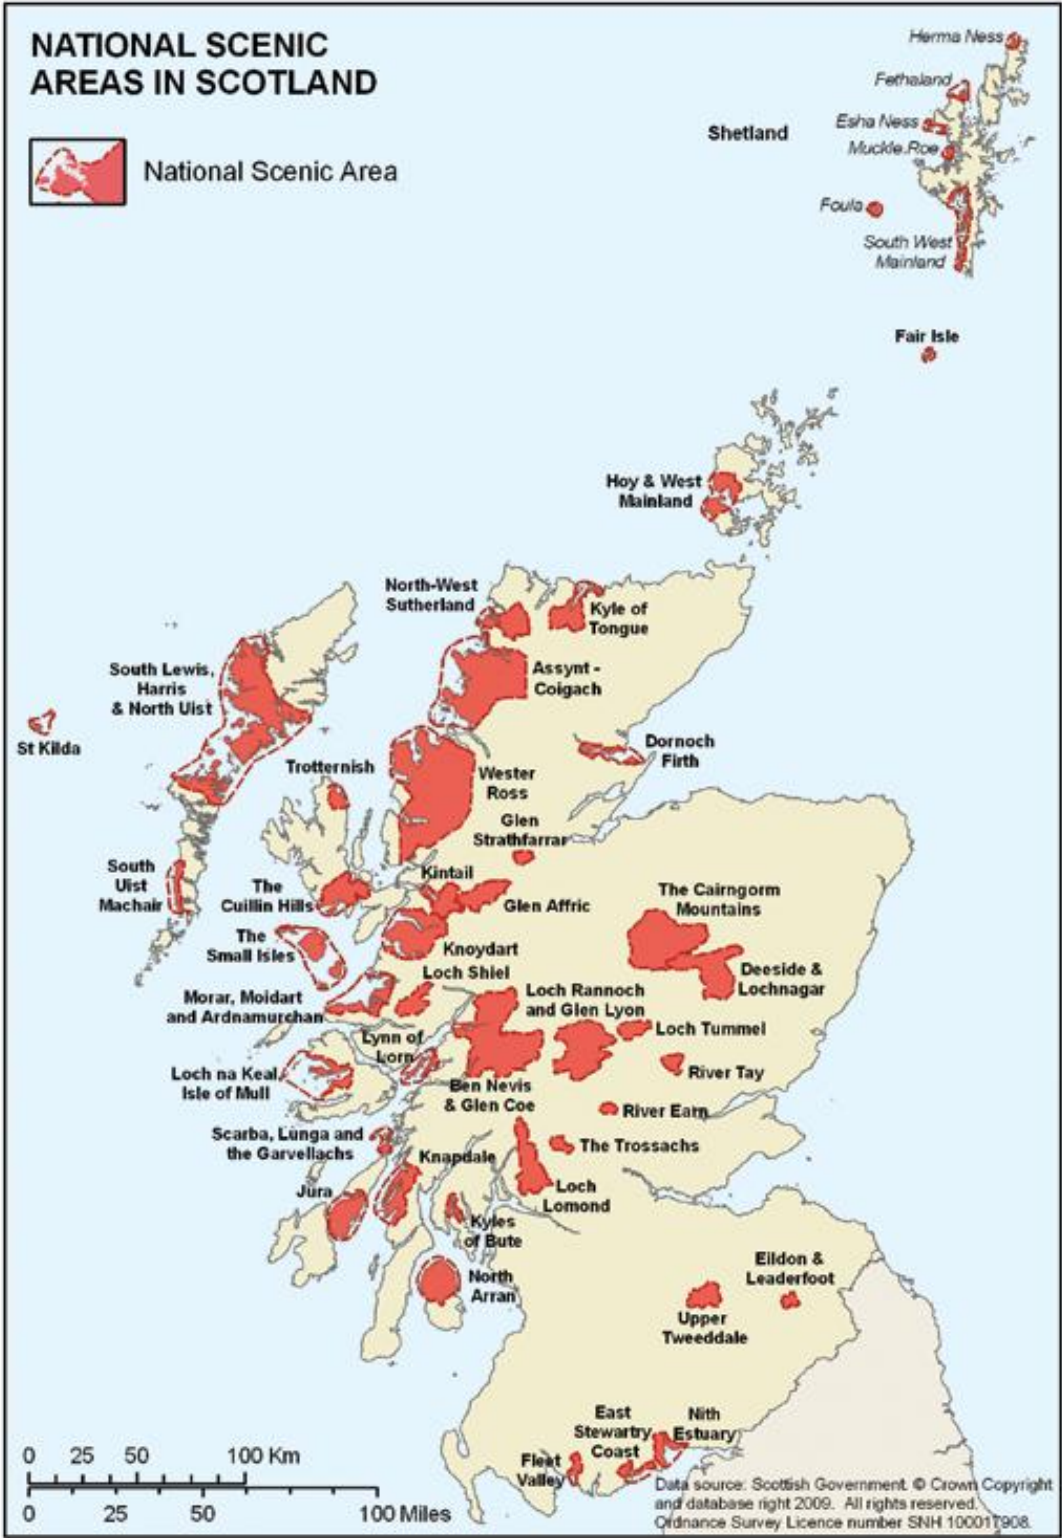 NATIONAL SCENIC
AREAS IN SCOTLAND
National Scenic Area
Herma Ness
Fethaland
Esha Ness
Shetland
Muckle Roe
Foula
South West
Mainland
Fair Isle
Hoy & West
Mainland
North-West
Sutherland
Kyle of
Tongue
South Lewis,
Harris
& North Uist
Assynt -
Coigach
St Kilda
Dornoch
Firth
Trotternish
Wester
Ross
Glen
Strathfarrar
South
Uist
Machair
The
Cuillin Hills
Kintail
Glen Affric
The Cairngorm
Mountains
The
Small Isles
Knoydart
Deeside &
Lochnagar
Loch Shiel
Morar, Moidart
and Ardnamurchan
Loch Rannoch
and Glen Lyon
Loch Tummel
Lynn of
Lorn
Loch na Keal,
Isle of Mull
River Tay
Ben Nevis
& Glen Coe
River Earn
Scarba, Lunga and
the Garvellachs
The Trossachs
Knapdale
Jura
Loch
Lomond
Kyles
of Bute
North
Arran
Eildon &
Leaderfoot
Upper
Tweeddale
East
Stewartry
Coast
Nith
Estuary
Fleet
Valley
0 25 50 100 Km
0 25 50 100 Miles
Data source: Scottish Government. © Crown Copyright
and database right 2009. All rights reserved.
Ordnance Survey Licence number SNH 100017908.